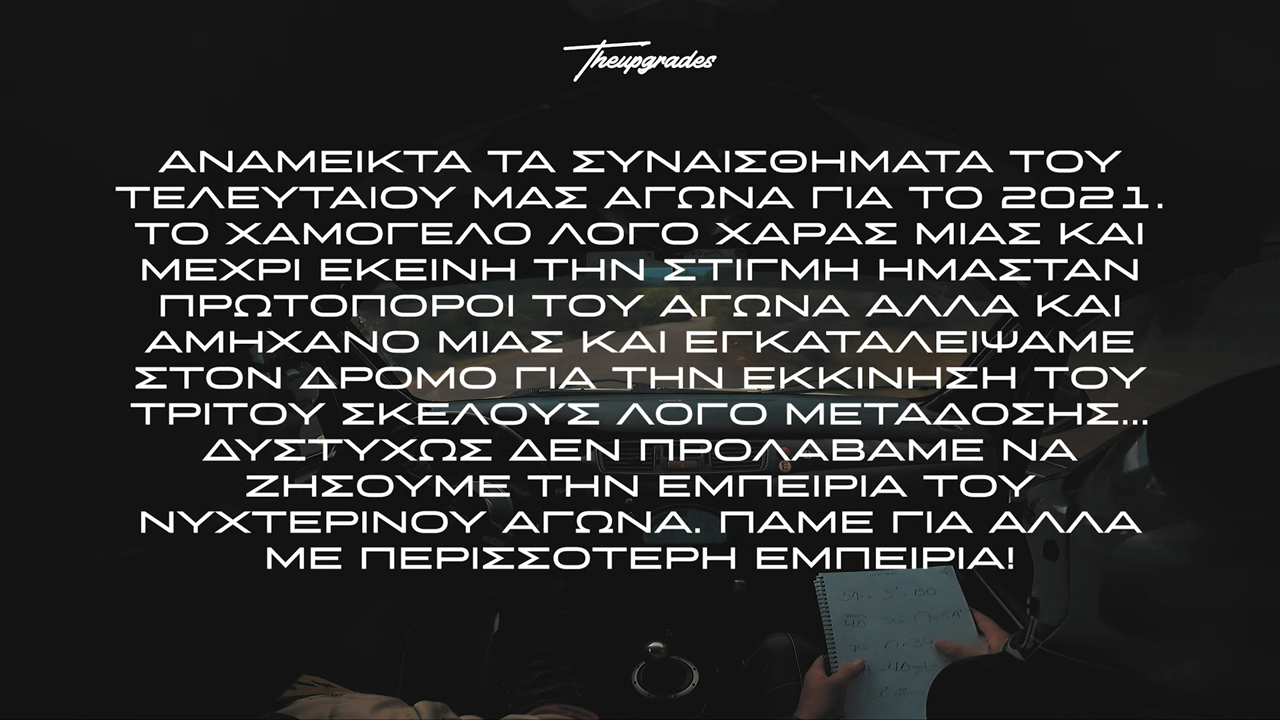 Theupgrades
ΑΝΑΜΕΙΚΤΑ ΤΑ ΣΥΝΑΙΣΘΗΜΑΤΑ ΤΟΥ
ΤΕΛΕΥΤΑΙΟΥ ΜΑΣ ΑΓΩΝΑ ΓΙΑ ΤΟ 2021.
ΤΟ ΧΑΜΟΓΕΛΟ ΛΟΓΟ ΧΑΡΑΣ ΜΙΑΣ ΚΑΙ
ΜΕΧΡΙ ΕΚΕΙΝΗ ΤΗΝ ΣΤΙΓΜΗ ΗΜΑΣΤΑΝ
ΠΡΩΤΟΠΟΡΟΙ ΤΟΥ ΑΓΩΝΑ ΑΛΛΑ ΚΑΙ
ΑΜΗΧΑΝΟ ΜΙΑΣ ΚΑΙ ΕΓΚΑΤΑΛΕΙΨΑΜΕ
ΣΤΟΝ ΔΡΟΜΟ ΓΙΑ ΤΗΝ ΕΚΚΙΝΗΣΗ ΤΟΥ
ΤΡΙΤΟΥ ΣΚΕΛΟΥΣ ΛΟΓΟ ΜΕΤΑΔΟΣΗΣ...
ΔΥΣΤΥΧΩΣ ΔΕΝ ΠΡΟΛΑΒΑΜΕ ΝΑ
ΖΗΣΟΥΜΕ ΤΗΝ ΕΜΠΕΙΡΙΑ ΤΟΥ
ΝΥΧΤΕΡΙΝΟΥ ΑΓΩΝΑ. ΠΑΜΕ ΓΙΑ ΑΛΛΑ
ΜΕ ΠΕΡΙΣΣΟΤΕΡΗ ΕΜΠΕΙΡΙΑ!